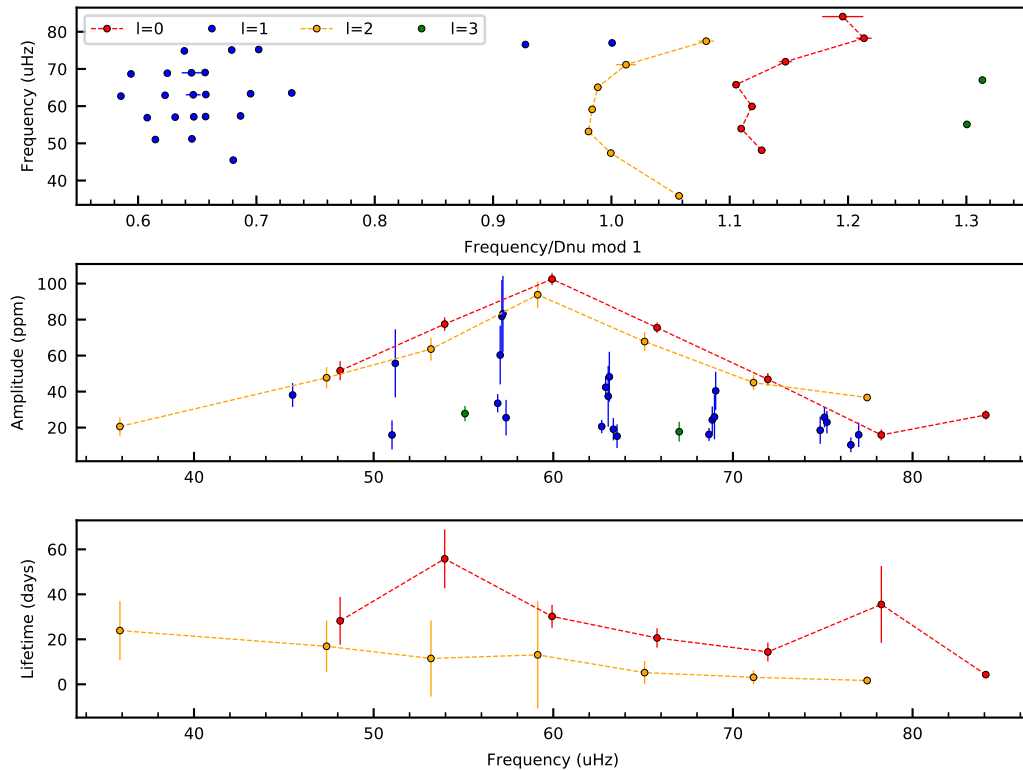 l=0 l=1 l=2 l=3
80
70
60
50
40
Frequency (uHz)
0.6 0.7 0.8 0.9 1.0 1.1 1.2 1.3
Frequency/Dnu mod 1
100
80
60
40
20
Amplitude (ppm)
40 50 60 70 80
60
40
20
0
Lifetime (days)
40 50 60 70 80
Frequency (uHz)